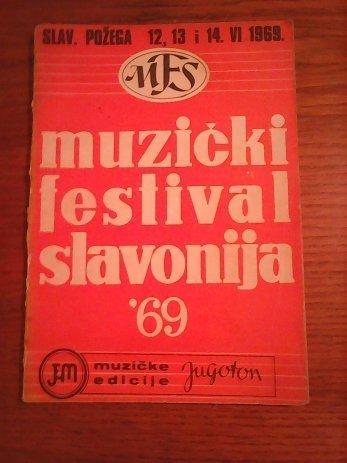 SLAV. POŽEGA 12, 13 i 14. VI 1969.
MFS
muzički
festival
slavonija
'69
JM muzičke edicije Jugoton